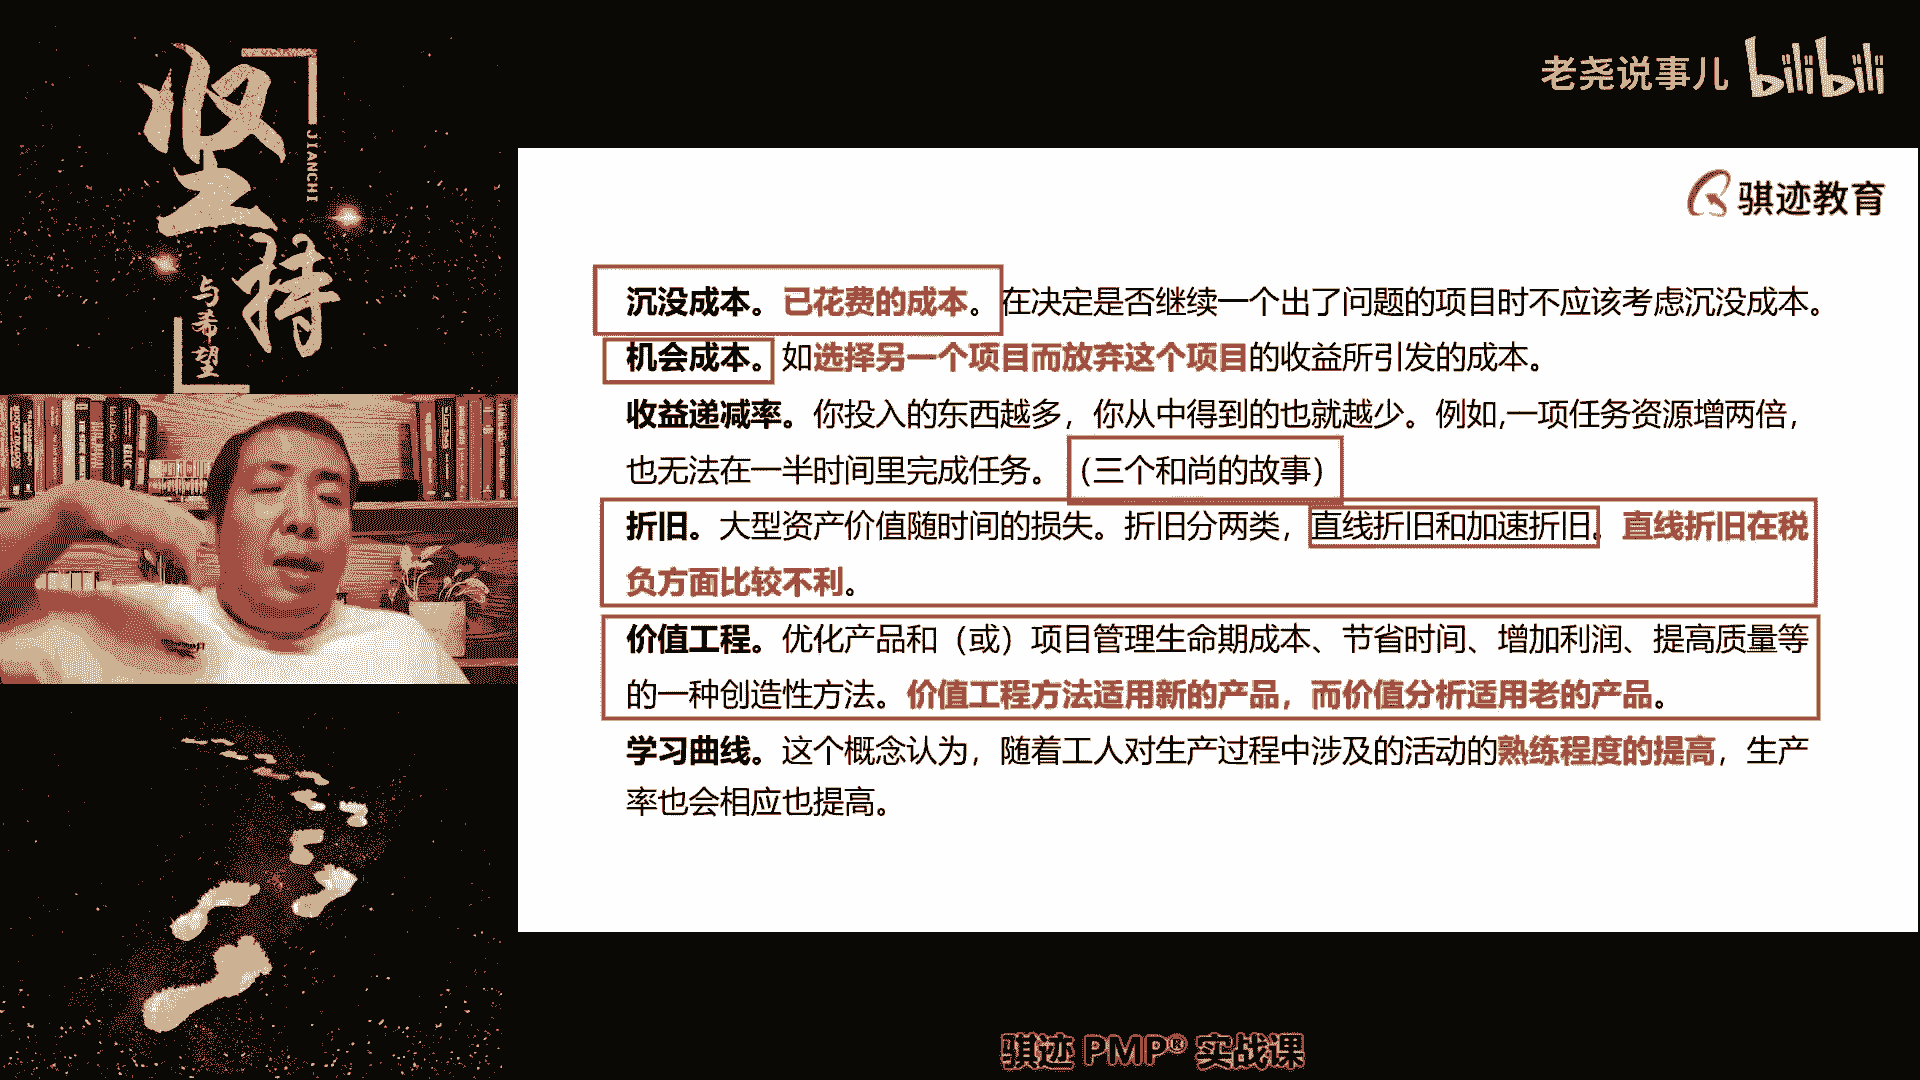 坚持
JIANCHI
与希望
老尧说事儿 bilibili
骐迹教育
沉没成本。已花费的成本。在决定是否继续一个出了问题的项目时不应该考虑沉没成本。
机会成本。如选择另一个项目而放弃这个项目的收益所引发的成本。
收益递减率。你投入的东西越多，你从中得到的也就越少。例如,一项任务资源增两倍，
也无法在一半时间里完成任务。（三个和尚的故事）
折旧。大型资产价值随时间的损失。折旧分两类，直线折旧和加速折旧。直线折旧在税
负方面比较不利。
价值工程。优化产品和（或）项目管理生命期成本、节省时间、增加利润、提高质量等
的一种创造性方法。价值工程方法适用新的产品，而价值分析适用老的产品。
学习曲线。这个概念认为，随着工人对生产过程中涉及的活动的熟练程度的提高，生产
率也会相应也提高。
骐迹 PMP® 实战课